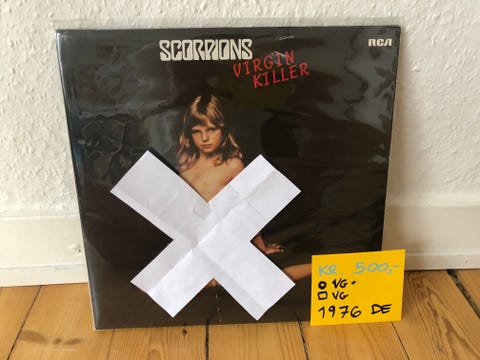 SCORPIONS
RCA
VIRGIN
KILLER
KR. 500,-
VG+
VG
1976 DE